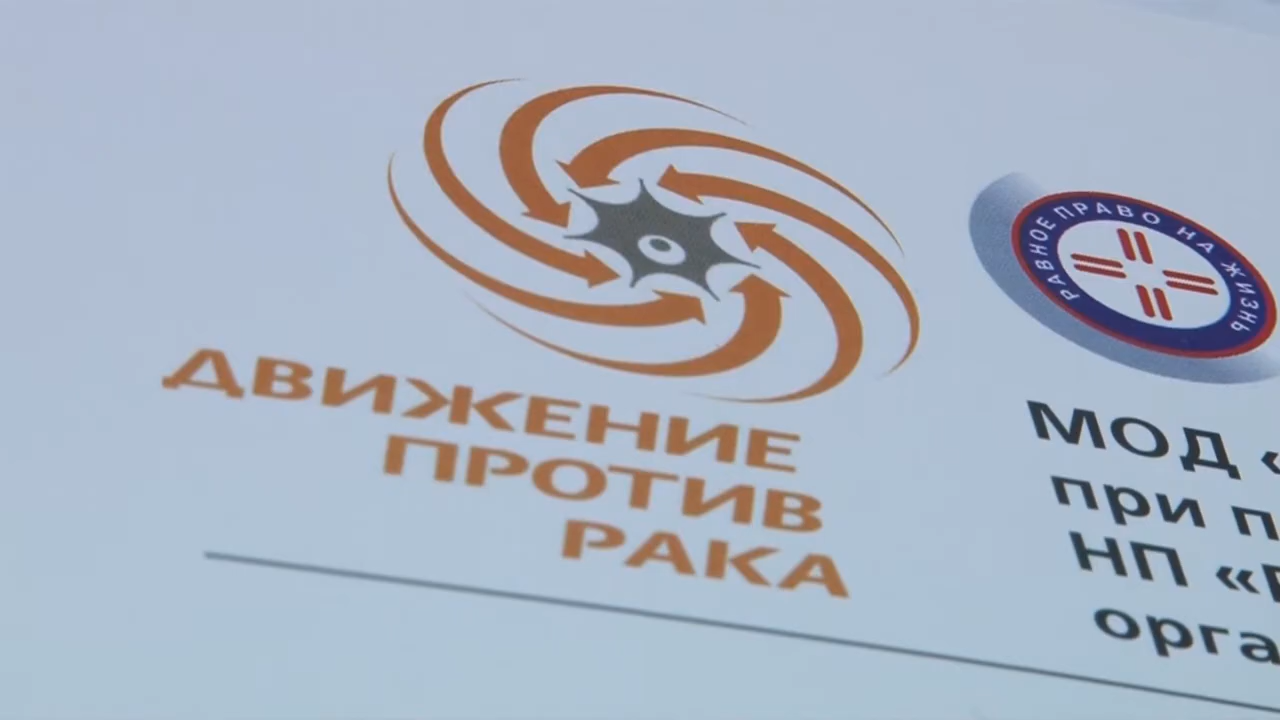 ДВИЖЕНИЕ
ПРОТИВ
РАКА
РАВНОЕ ПРАВО НА ЖИЗНЬ
МОД «
при п
НП «
орга